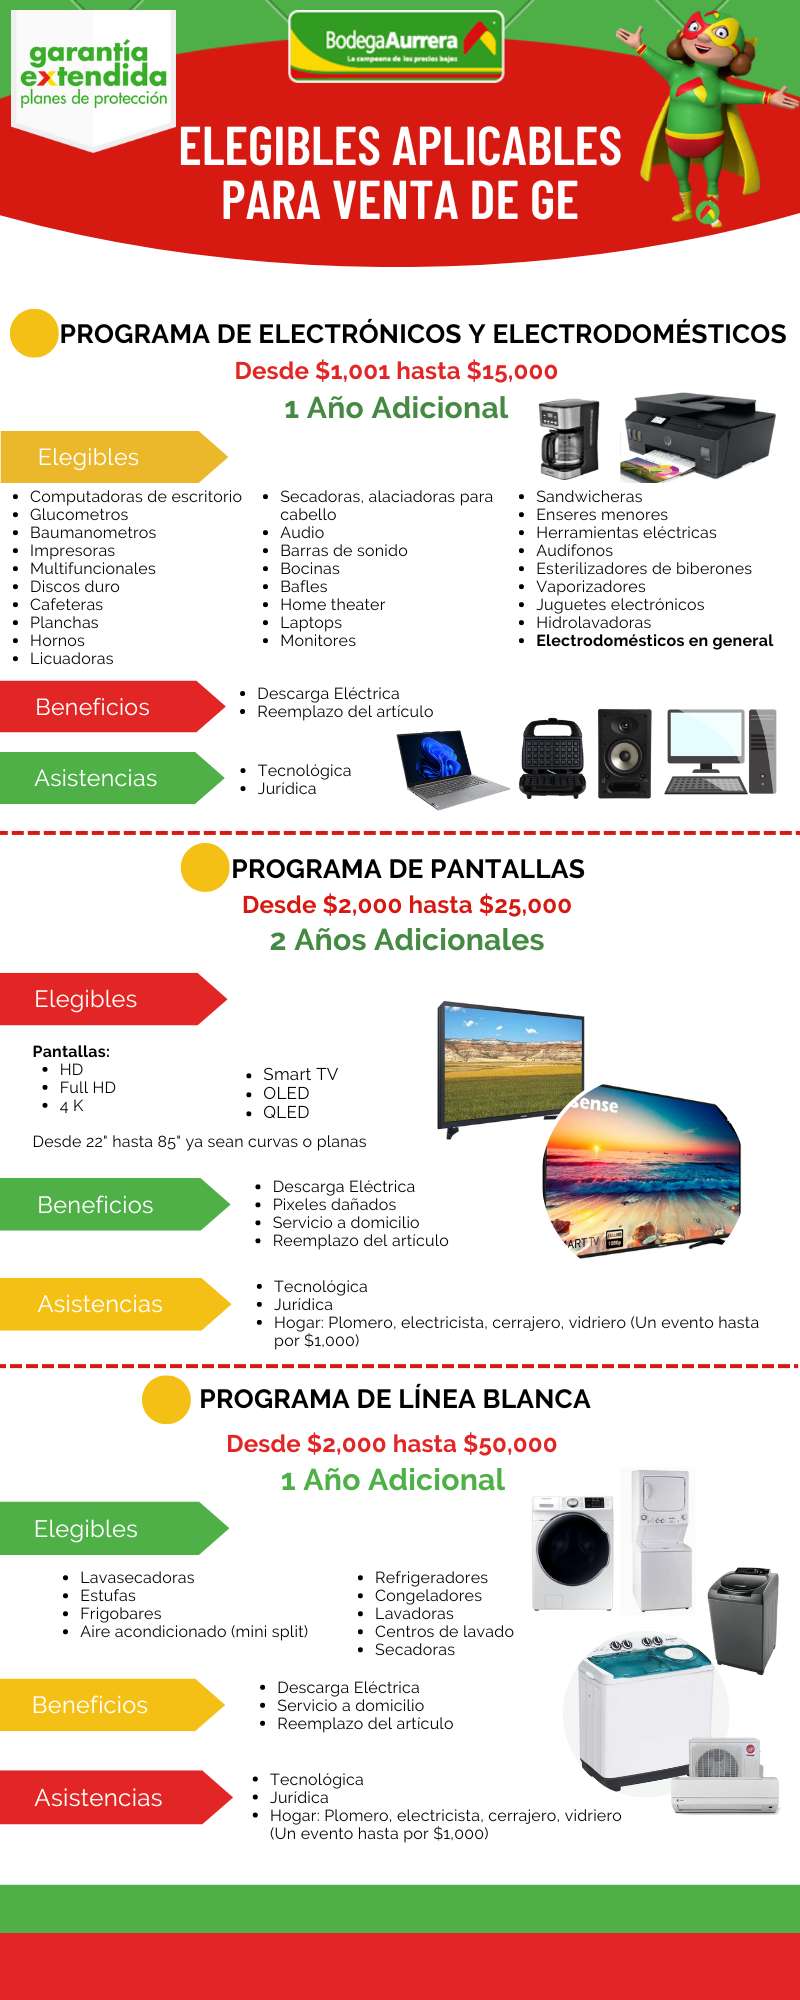 garantía
extendida
planes de protección
BodegaAurrera
La campeona de los precios bajos
ELEGIBLES APLICABLES
PARA VENTA DE GE
PROGRAMA DE ELECTRÓNICOS Y ELECTRODOMÉSTICOS
Desde $1,001 hasta $15,000
1 Año Adicional
Elegibles
Computadoras de escritorio
Glucometros
Baumanometros
Impresoras
Multifuncionales
Discos duro
Cafeteras
Planchas
Hornos
Licuadoras
Secadoras, alaciadoras para
cabello
Audio
Barras de sonido
Bocinas
Bafles
Home theater
Laptops
Monitores
Sandwicheras
Enseres menores
Herramientas eléctricas
Audífonos
Esterilizadores de biberones
Vaporizadores
Juguetes electrónicos
Hidrolavadoras
Electrodomésticos en general
Beneficios
Descarga Eléctrica
Reemplazo del artículo
Asistencias
Tecnológica
Jurídica
PROGRAMA DE PANTALLAS
Desde $2,000 hasta $25,000
2 Años Adicionales
Elegibles
Pantallas:
HD
Full HD
4 K
Smart TV
OLED
QLED
Desde 22" hasta 85" ya sean curvas o planas
sense
ART TV
1080p
Beneficios
Descarga Eléctrica
Pixeles dañados
Servicio a domicilio
Reemplazo del artículo
Asistencias
Tecnológica
Jurídica
Hogar: Plomero, electricista, cerrajero, vidriero (Un evento hasta
por $1,000)
PROGRAMA DE LÍNEA BLANCA
Desde $2,000 hasta $50,000
1 Año Adicional
Elegibles
Lavasecadoras
Estufas
Frigobares
Aire acondicionado (mini split)
Refrigeradores
Congeladores
Lavadoras
Centros de lavado
Secadoras
Beneficios
Descarga Eléctrica
Servicio a domicilio
Reemplazo del artículo
Asistencias
Tecnológica
Jurídica
Hogar: Plomero, electricista, cerrajero, vidriero
(Un evento hasta por $1,000)